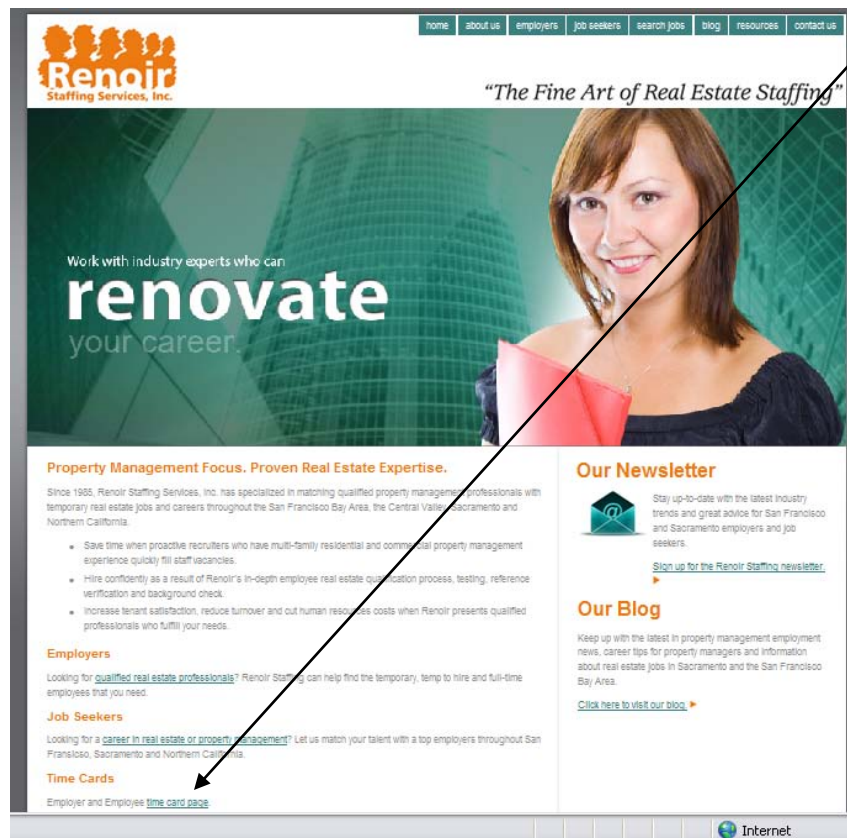 home about us employers job seekers search jobs blog resources contact us
Renoir
Staffing Services, Inc.
"The Fine Art of Real Estate Staffing"
Work with industry experts who can
renovate
your career.
Property Management Focus. Proven Real Estate Expertise.
Since 1985, Renoir Staffing Services, Inc. has specialized in matching qualified property management professionals with
temporary real estate jobs and careers throughout the San Francisco Bay Area, the Central Valley, Sacramento and
Northern California.
Save time when proactive recruiters who have multi-family residential and commercial property management
experience quickly fill staff vacancies.
Hire confidently as a result of Renoir's in-depth employee real estate qualification process, testing, reference
verification and background check.
Increase tenant satisfaction, reduce turnover and cut human resources costs when Renoir presents qualified
professionals who fulfill your needs.
Employers
Looking for qualified real estate professionals? Renoir Staffing can help find the temporary, temp to hire and full-time
employees that you need.
Job Seekers
Looking for a career in real estate or property management? Let us match your talent with a top employers throughout San
Fransisco, Sacramento and Northern California.
Time Cards
Employer and Employee time card page.
Our Newsletter
Stay up-to-date with the latest industry
trends and great advice for San Francisco
and Sacramento employers and job
seekers.
Sign up for the Renoir Staffing newsletter.
Our Blog
Keep up with the latest in property management employment
news, career tips for property managers and information
about real estate jobs in Sacramento and the San Francisco
Bay Area.
Click here to visit our blog.
Internet